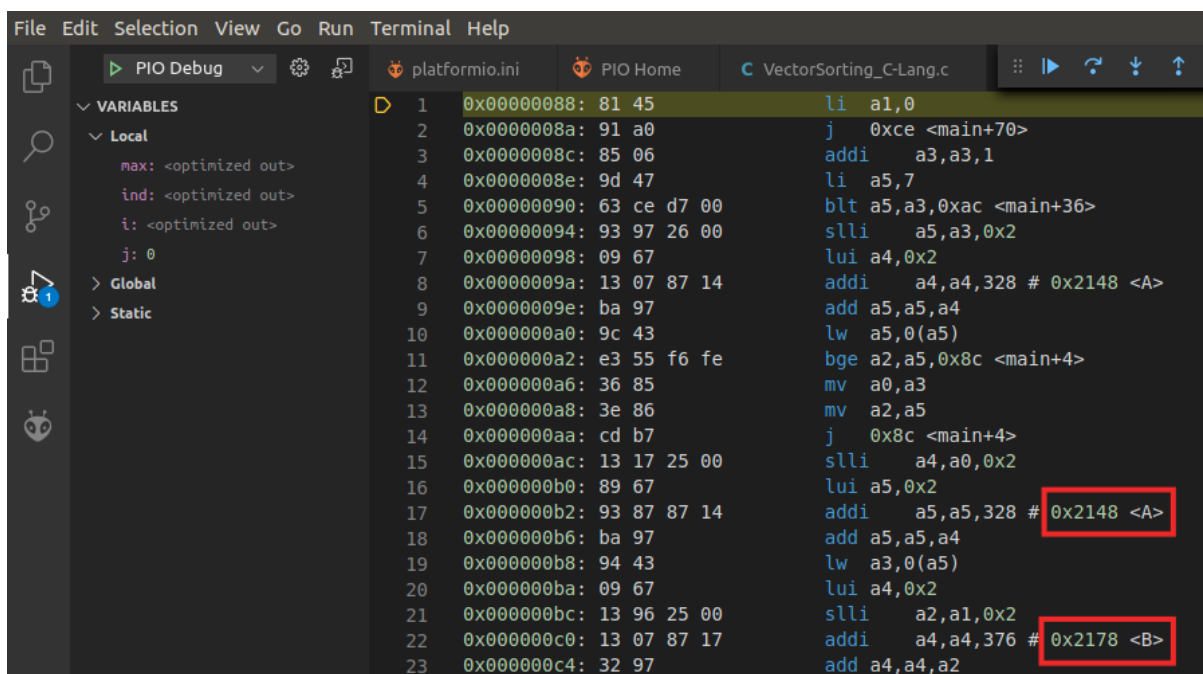 File Edit Selection View Go Run Terminal Help
PIO Debug
platformio.ini PIO Home C VectorSorting_C-Lang.c
VARIABLES
Local
max: <optimized out>
ind: <optimized out>
i: <optimized out>
j: 0
Global
Static
1
1 0x00000088: 81 45 li a1,0
2 0x0000008a: 91 a0 j 0xce <main+70>
3 0x0000008c: 85 06 addi a3,a3,1
4 0x0000008e: 9d 47 li a5,7
5 0x00000090: 63 ce d7 00 blt a5,a3,0xac <main+36>
6 0x00000094: 93 97 26 00 slli a5,a3,0x2
7 0x00000098: 09 67 lui a4,0x2
8 0x0000009a: 13 07 87 14 addi a4,a4,328 # 0x2148 <A>
9 0x0000009e: ba 97 add a5,a5,a4
10 0x000000a0: 9c 43 lw a5,0(a5)
11 0x000000a2: e3 55 f6 fe bge a2,a5,0x8c <main+4>
12 0x000000a6: 36 85 mv a0,a3
13 0x000000a8: 3e 86 mv a2,a5
14 0x000000aa: cd b7 j 0x8c <main+4>
15 0x000000ac: 13 17 25 00 slli a4,a0,0x2
16 0x000000b0: 89 67 lui a5,0x2
17 0x000000b2: 93 87 87 14 addi a5,a5,328 # 0x2148 <A>
18 0x000000b6: ba 97 add a5,a5,a4
19 0x000000b8: 94 43 lw a3,0(a5)
20 0x000000ba: 09 67 lui a4,0x2
21 0x000000bc: 13 96 25 00 slli a2,a1,0x2
22 0x000000c0: 13 07 87 17 addi a4,a4,376 # 0x2178 <B>
23 0x000000c4: 32 97 add a4,a4,a2